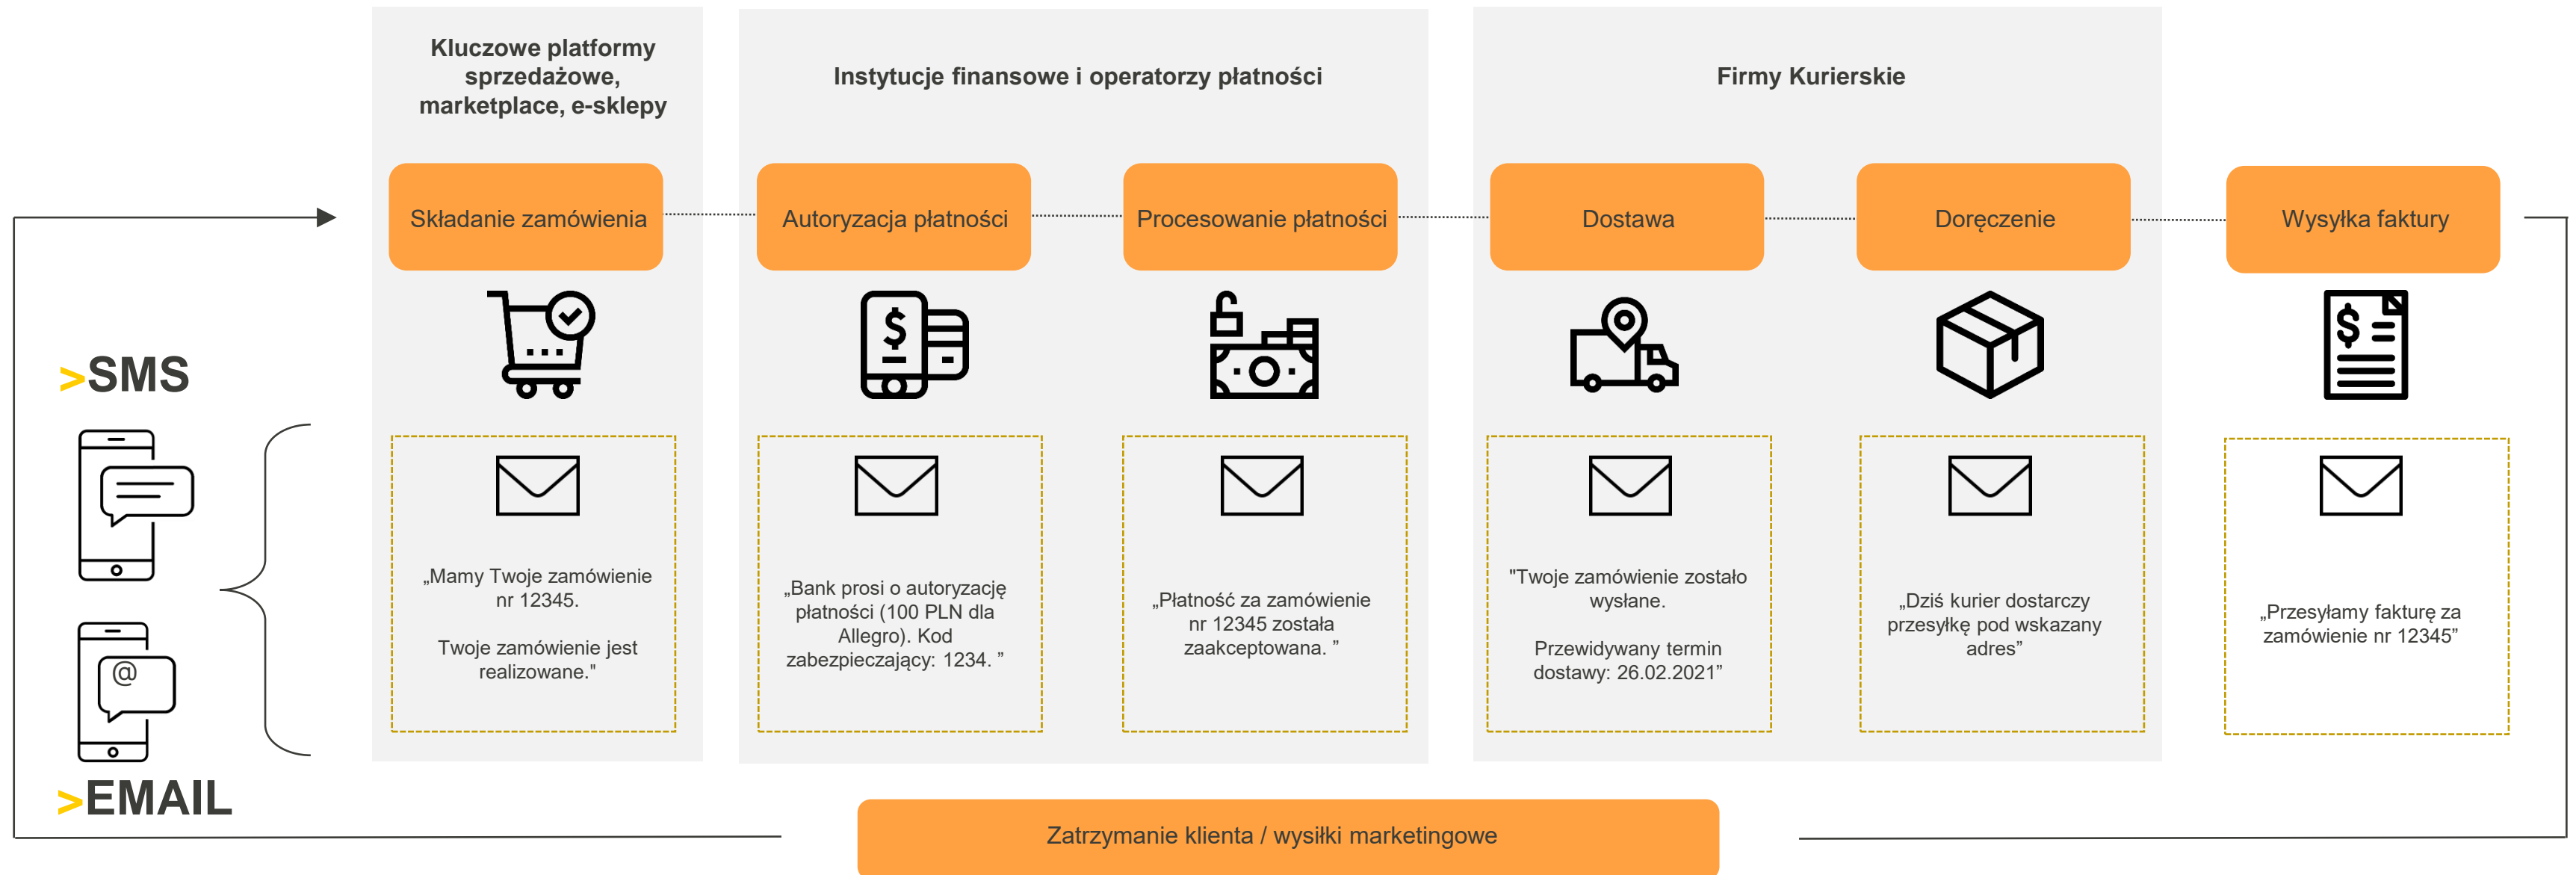 Kluczowe platformy
sprzedażowe,
marketplace, e-sklepy
Instytucje finansowe i operatorzy płatności
Firmy Kurierskie
Składanie zamówienia
Autoryzacja płatności
Procesowanie płatności
Dostawa
Doręczenie
Wysyłka faktury
>SMS
@
>EMAIL
„Mamy Twoje zamówienie
nr 12345.
Twoje zamówienie jest
realizowane."
„Bank prosi o autoryzację
płatności (100 PLN dla
Allegro). Kod
zabezpieczający: 1234. ”
„Płatność za zamówienie
nr 12345 została
zaakceptowana. ”
"Twoje zamówienie zostało
wysłane.
Przewidywany termin
dostawy: 26.02.2021”
„Dziś kurier dostarczy
przesyłkę pod wskazany
adres”
„Przesyłamy fakturę za
zamówienie nr 12345”
Zatrzymanie klienta / wysiłki marketingowe